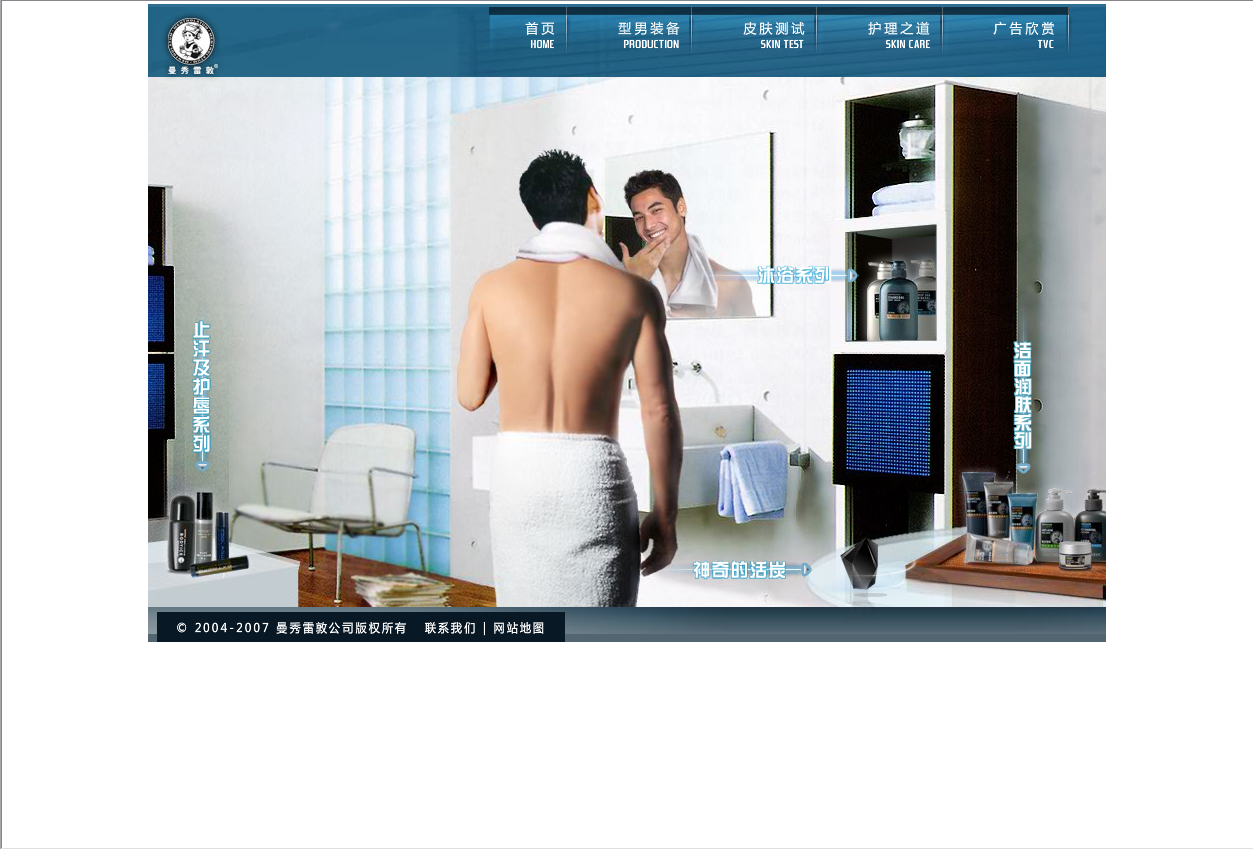 曼秀雷敦®
首页
HOME
型男装备
PRODUCTION
皮肤测试
SKIN TEST
护理之道
SKIN CARE
广告欣赏
TVC
沐浴系列
止汗及护唇系列
洁面润肤系列
神奇的活炭
© 2004-2007 曼秀雷敦公司版权所有 联系我们 | 网站地图